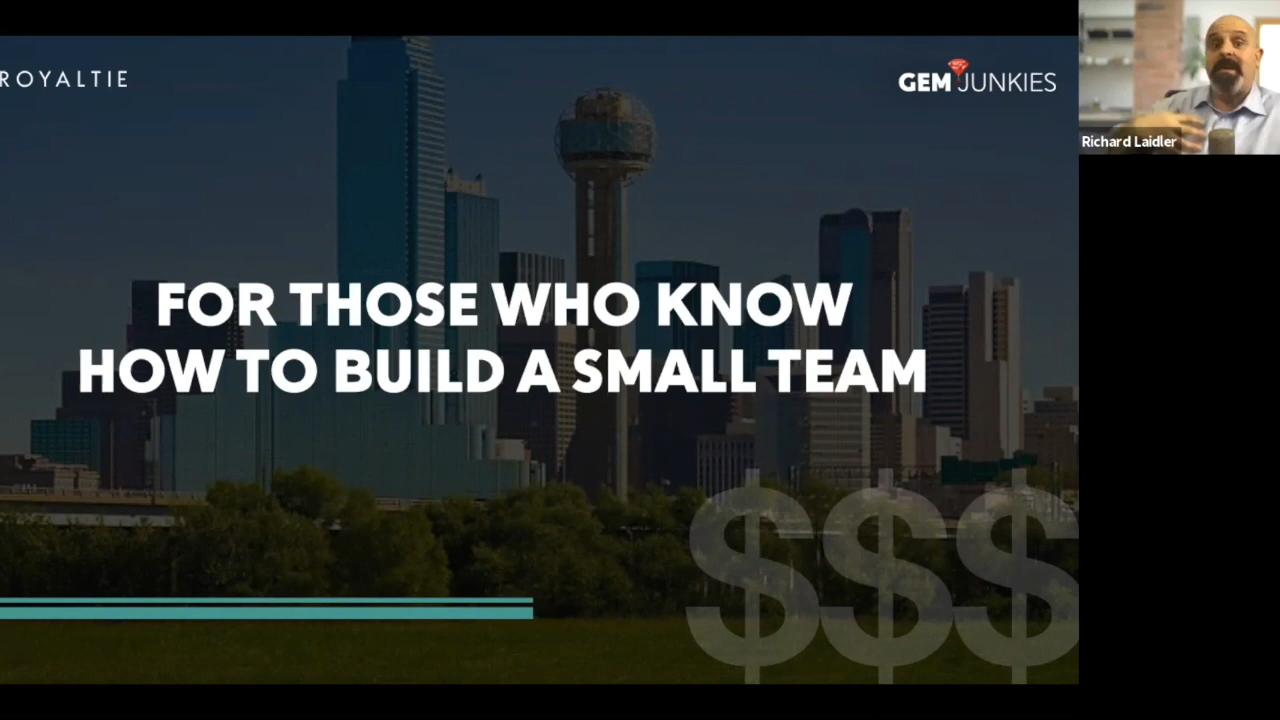 ROYALTIE
GEM JUNKIES
Richard Laidler
FOR THOSE WHO KNOW
HOW TO BUILD A SMALL TEAM
$$$